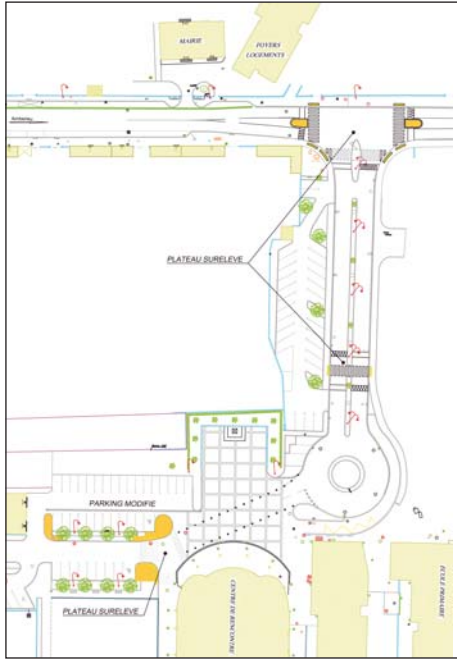 MAIRIE
FOYERS
LOGEMENTS
PLATEAU SURELEVE
PARKING MODIFIE
PLATEAU SURELEVE
CENTRE DE RENCONTRE
ECOLE PRIMAIRE